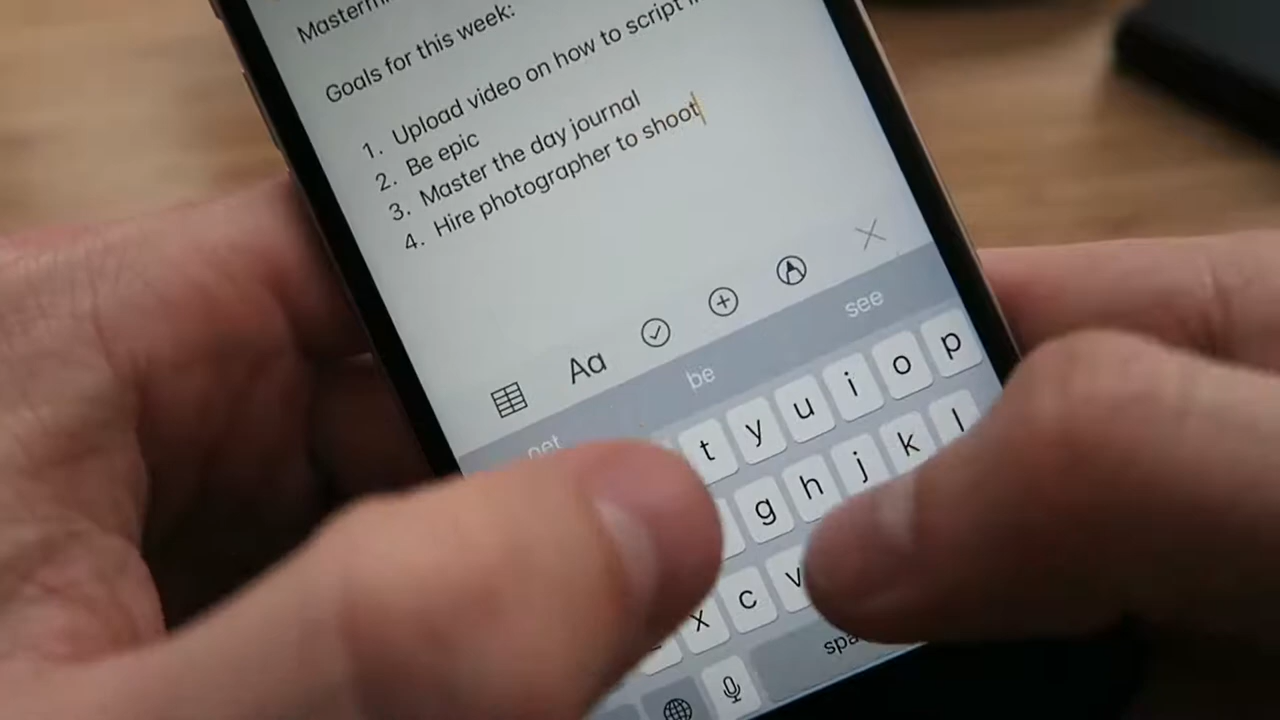 Goals for this week:
1. Upload video on how to script
2. Be epic
3. Master the day journal
4. Hire photographer to shoot
Aa
be
see
t y u i o p
g h j k l
x c v